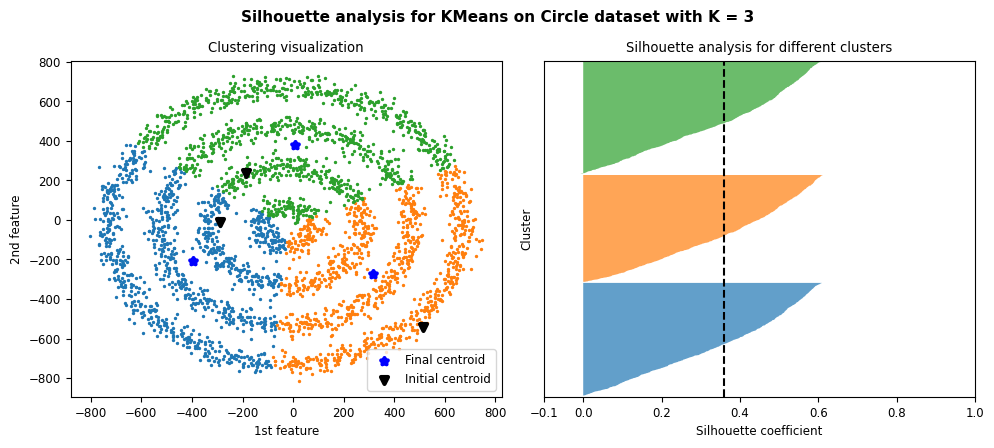 Silhouette analysis for KMeans on Circle dataset with K = 3
Clustering visualization
800
600
400
200
0
−200
−400
−600
−800
2nd feature
−800
−600
−400
−200
0
200
400
600
800
1st feature
Final centroid
Initial centroid
Silhouette analysis for different clusters
Cluster
−0.1
0.0
0.2
0.4
0.6
0.8
1.0
Silhouette coefficient